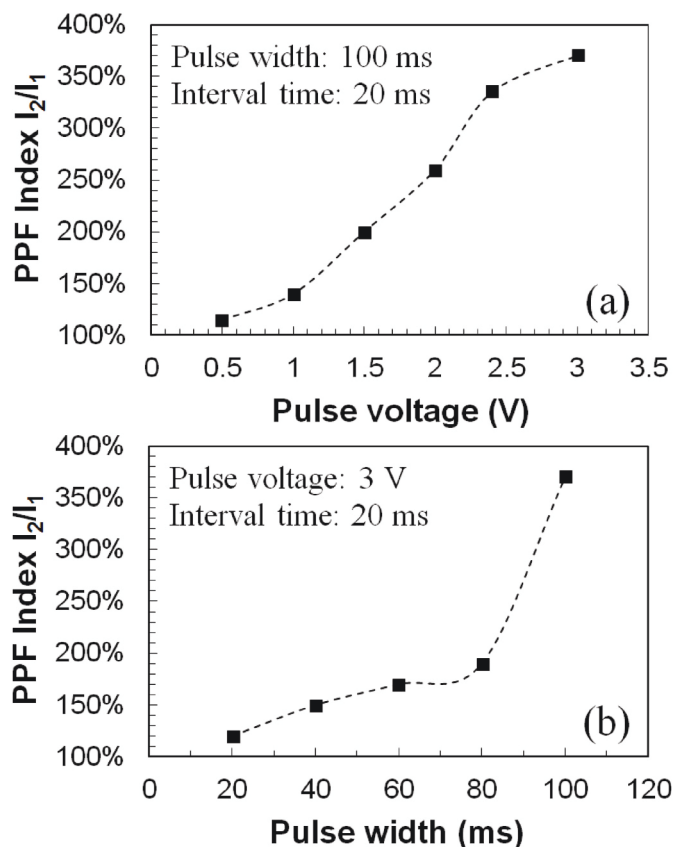 400%
350%
300%
250%
200%
150%
100%
PPF Index I₂/I₁
Pulse width: 100 ms
Interval time: 20 ms
(a)
0 0.5 1 1.5 2 2.5 3 3.5
Pulse voltage (V)
400%
350%
300%
250%
200%
150%
100%
PPF Index I₂/I₁
Pulse voltage: 3 V
Interval time: 20 ms
(b)
0 20 40 60 80 100 120
Pulse width (ms)